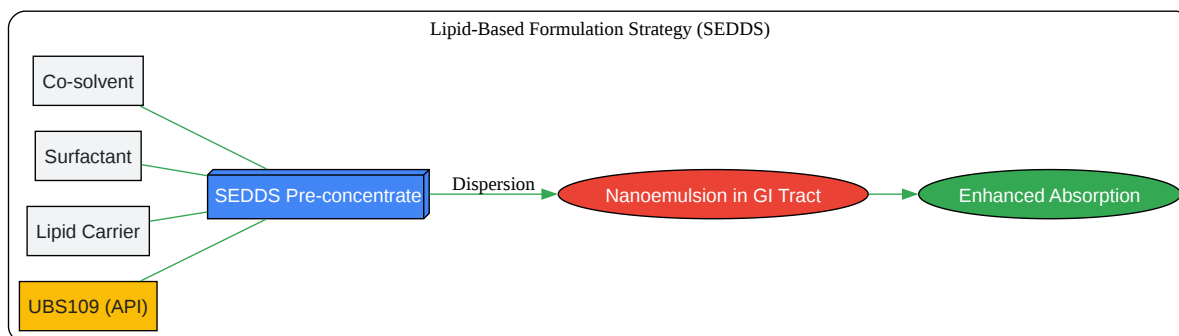 Lipid-Based Formulation Strategy (SEDDS)
Co-solvent
Surfactant
Lipid Carrier
UBS109 (API)
SEDDS Pre-concentrate
Dispersion
Nanoemulsion in GI Tract
Enhanced Absorption